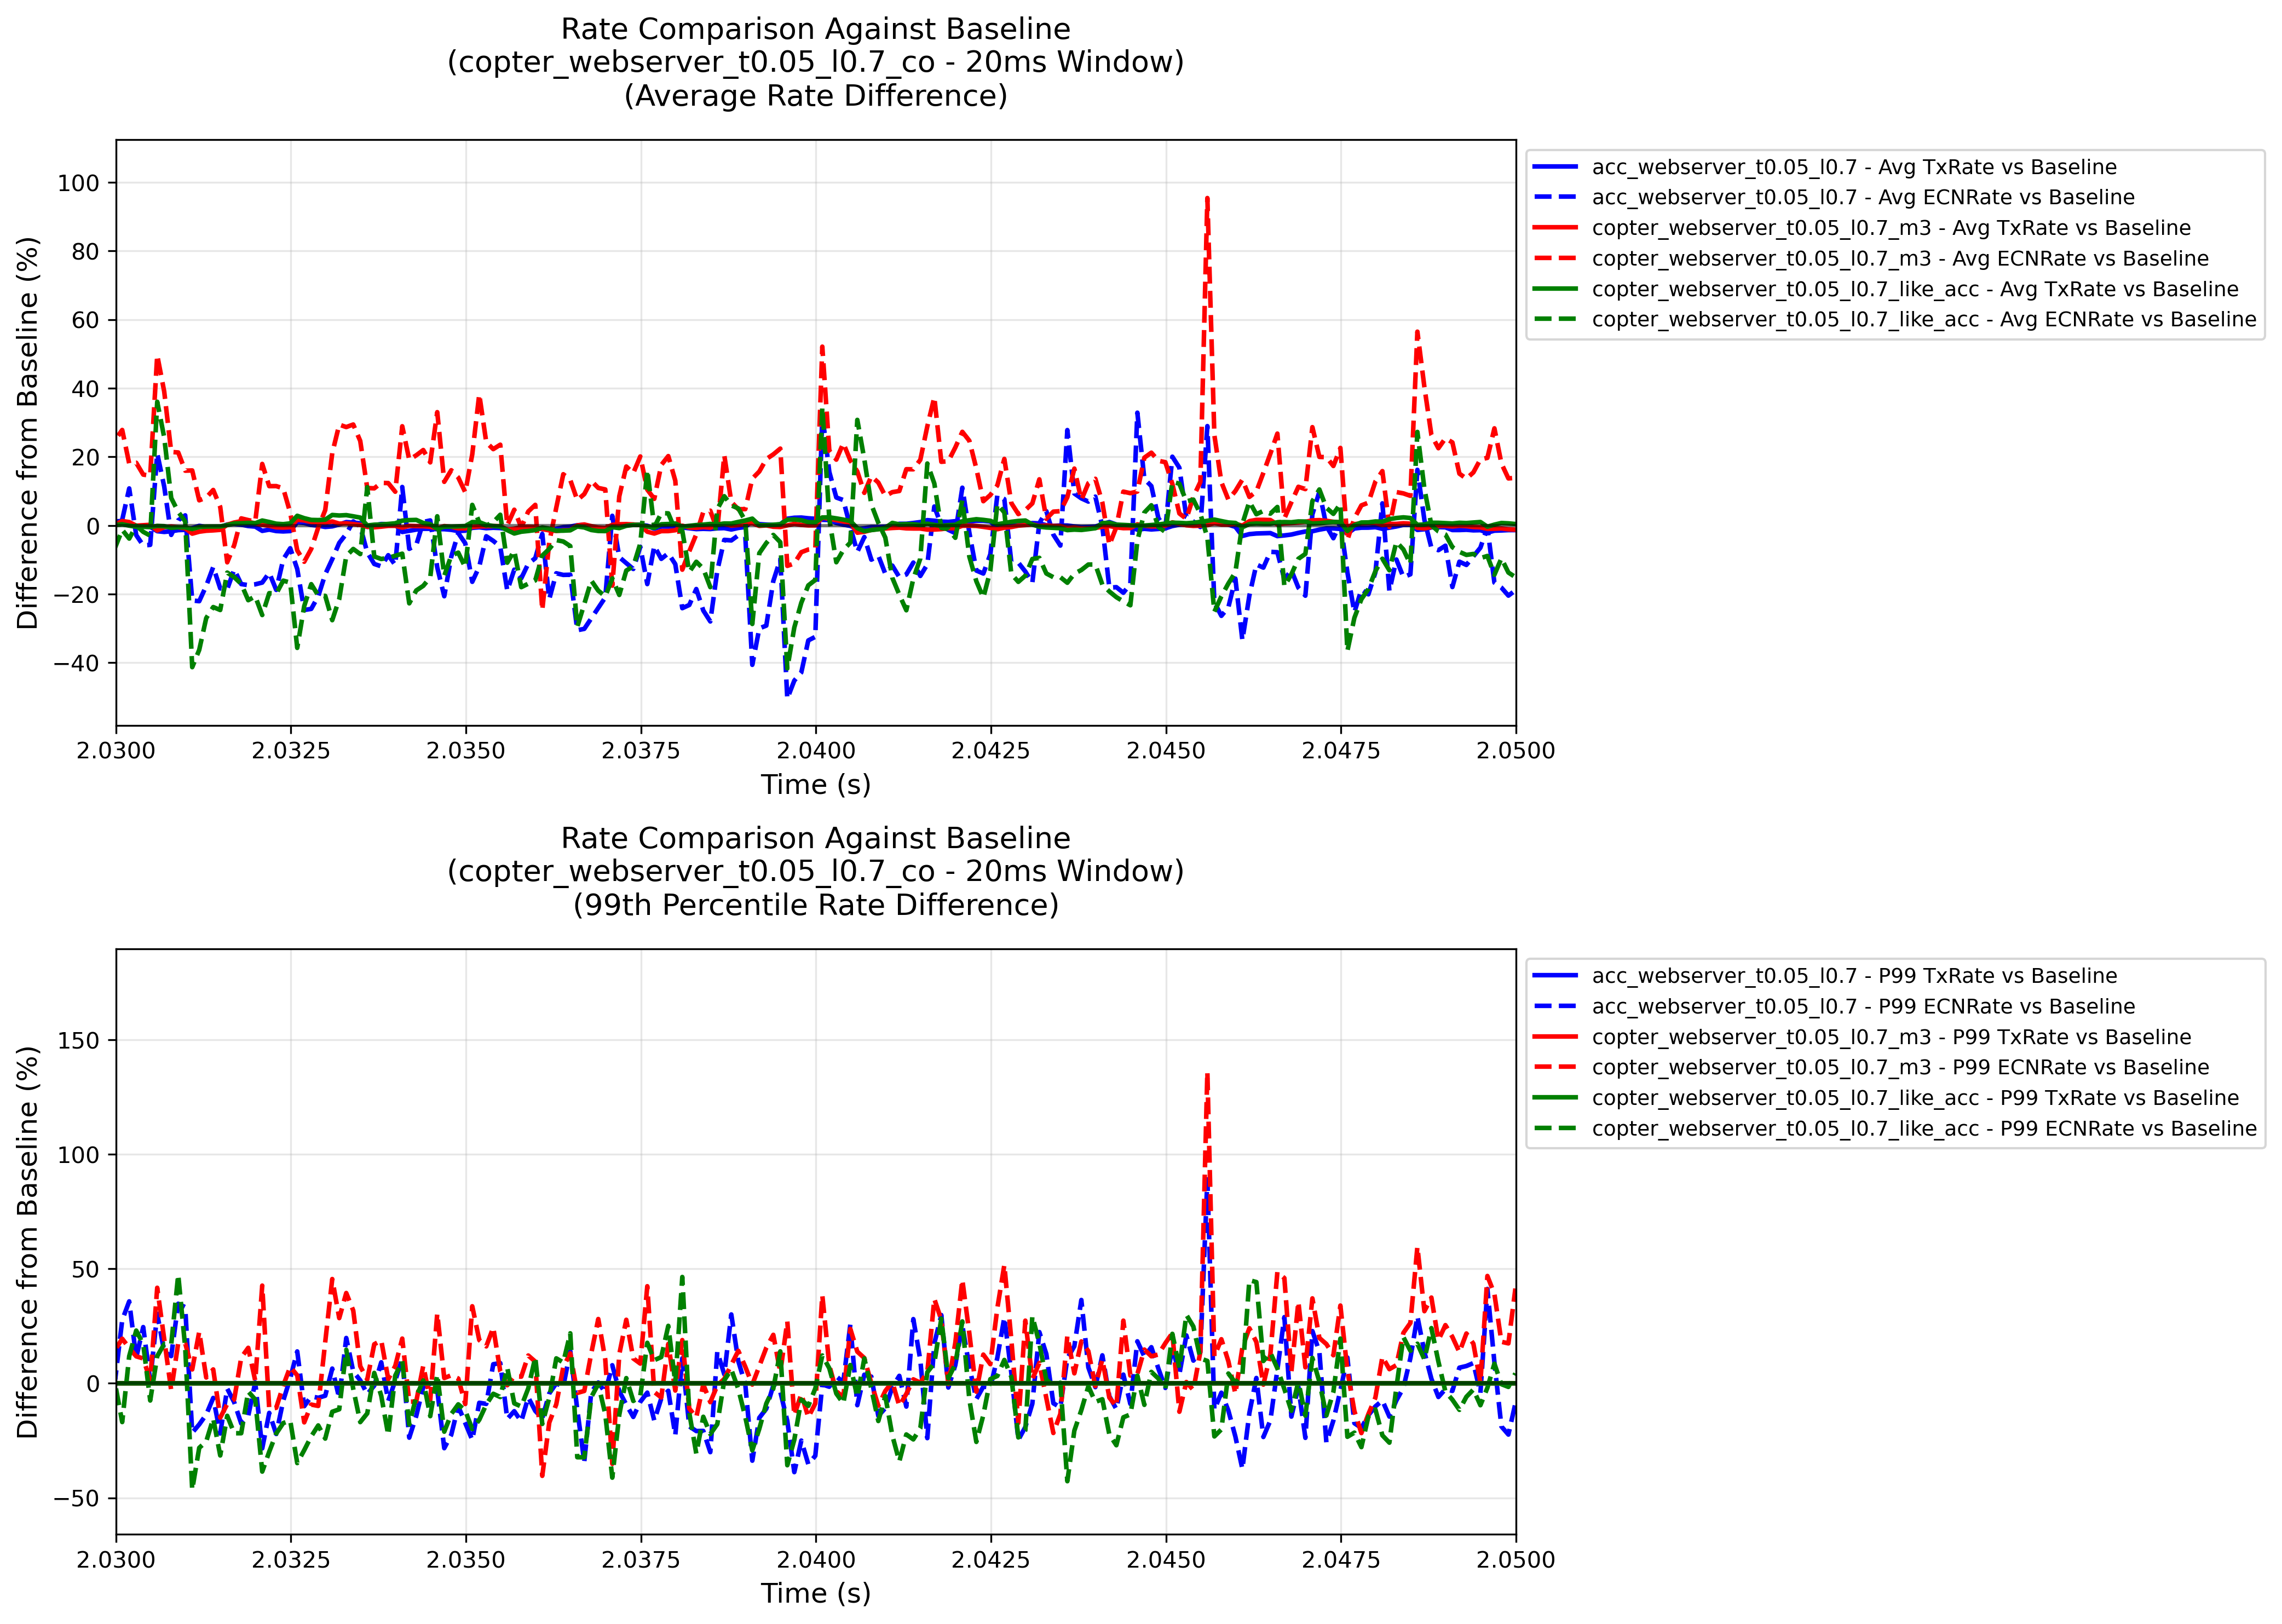 Rate Comparison Against Baseline
(copter_webserver_t0.05_l0.7_co - 20ms Window)
(Average Rate Difference)
Difference from Baseline (%)
100
80
60
40
20
0
−20
−40
2.0300 2.0325 2.0350 2.0375 2.0400 2.0425 2.0450 2.0475 2.0500
Time (s)
acc_webserver_t0.05_l0.7 - Avg TxRate vs Baseline
acc_webserver_t0.05_l0.7 - Avg ECNRate vs Baseline
copter_webserver_t0.05_l0.7_m3 - Avg TxRate vs Baseline
copter_webserver_t0.05_l0.7_m3 - Avg ECNRate vs Baseline
copter_webserver_t0.05_l0.7_like_acc - Avg TxRate vs Baseline
copter_webserver_t0.05_l0.7_like_acc - Avg ECNRate vs Baseline
Rate Comparison Against Baseline
(copter_webserver_t0.05_l0.7_co - 20ms Window)
(99th Percentile Rate Difference)
Difference from Baseline (%)
150
100
50
0
−50
2.0300 2.0325 2.0350 2.0375 2.0400 2.0425 2.0450 2.0475 2.0500
Time (s)
acc_webserver_t0.05_l0.7 - P99 TxRate vs Baseline
acc_webserver_t0.05_l0.7 - P99 ECNRate vs Baseline
copter_webserver_t0.05_l0.7_m3 - P99 TxRate vs Baseline
copter_webserver_t0.05_l0.7_m3 - P99 ECNRate vs Baseline
copter_webserver_t0.05_l0.7_like_acc - P99 TxRate vs Baseline
copter_webserver_t0.05_l0.7_like_acc - P99 ECNRate vs Baseline